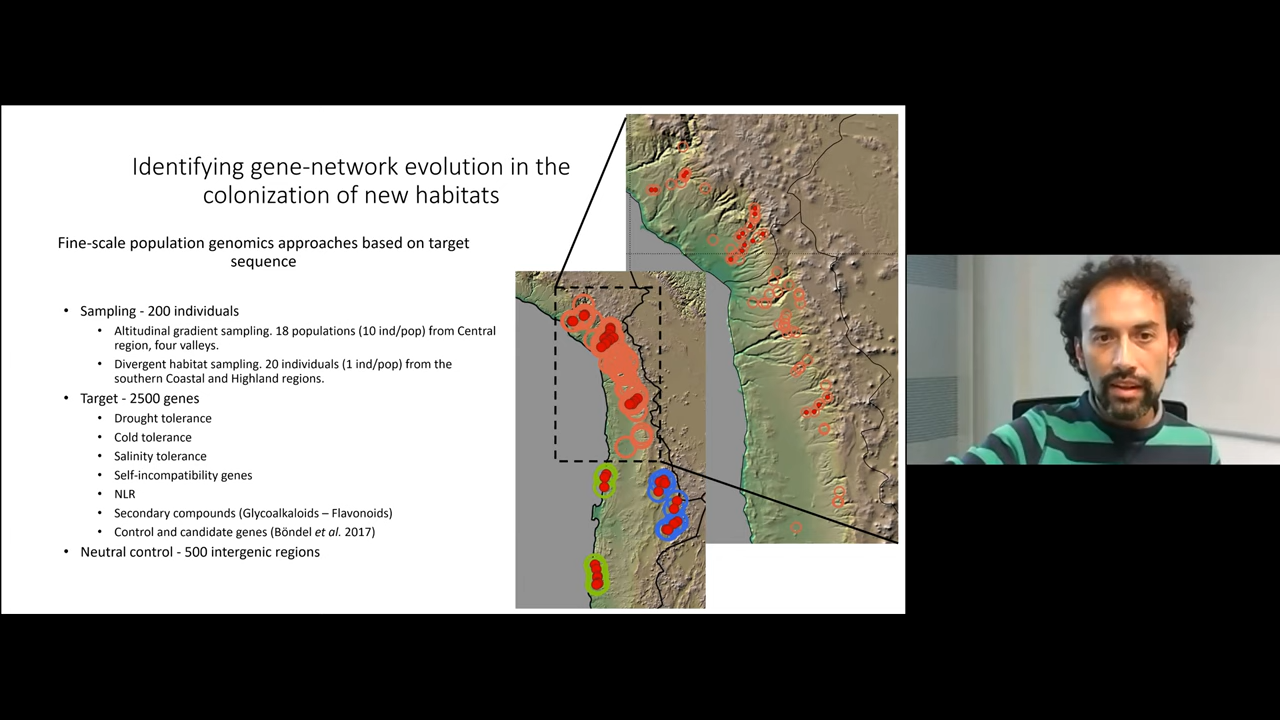 Identifying gene-network evolution in the
colonization of new habitats
Fine-scale population genomics approaches based on target
sequence
• Sampling - 200 individuals
• Altitudinal gradient sampling. 18 populations (10 ind/pop) from Central
region, four valleys.
• Divergent habitat sampling. 20 individuals (1 ind/pop) from the
southern Coastal and Highland regions.
• Target - 2500 genes
• Drought tolerance
• Cold tolerance
• Salinity tolerance
• Self-incompatibility genes
• NLR
• Secondary compounds (Glycoalkaloids – Flavonoids)
• Control and candidate genes (Böndel et al. 2017)
• Neutral control - 500 intergenic regions